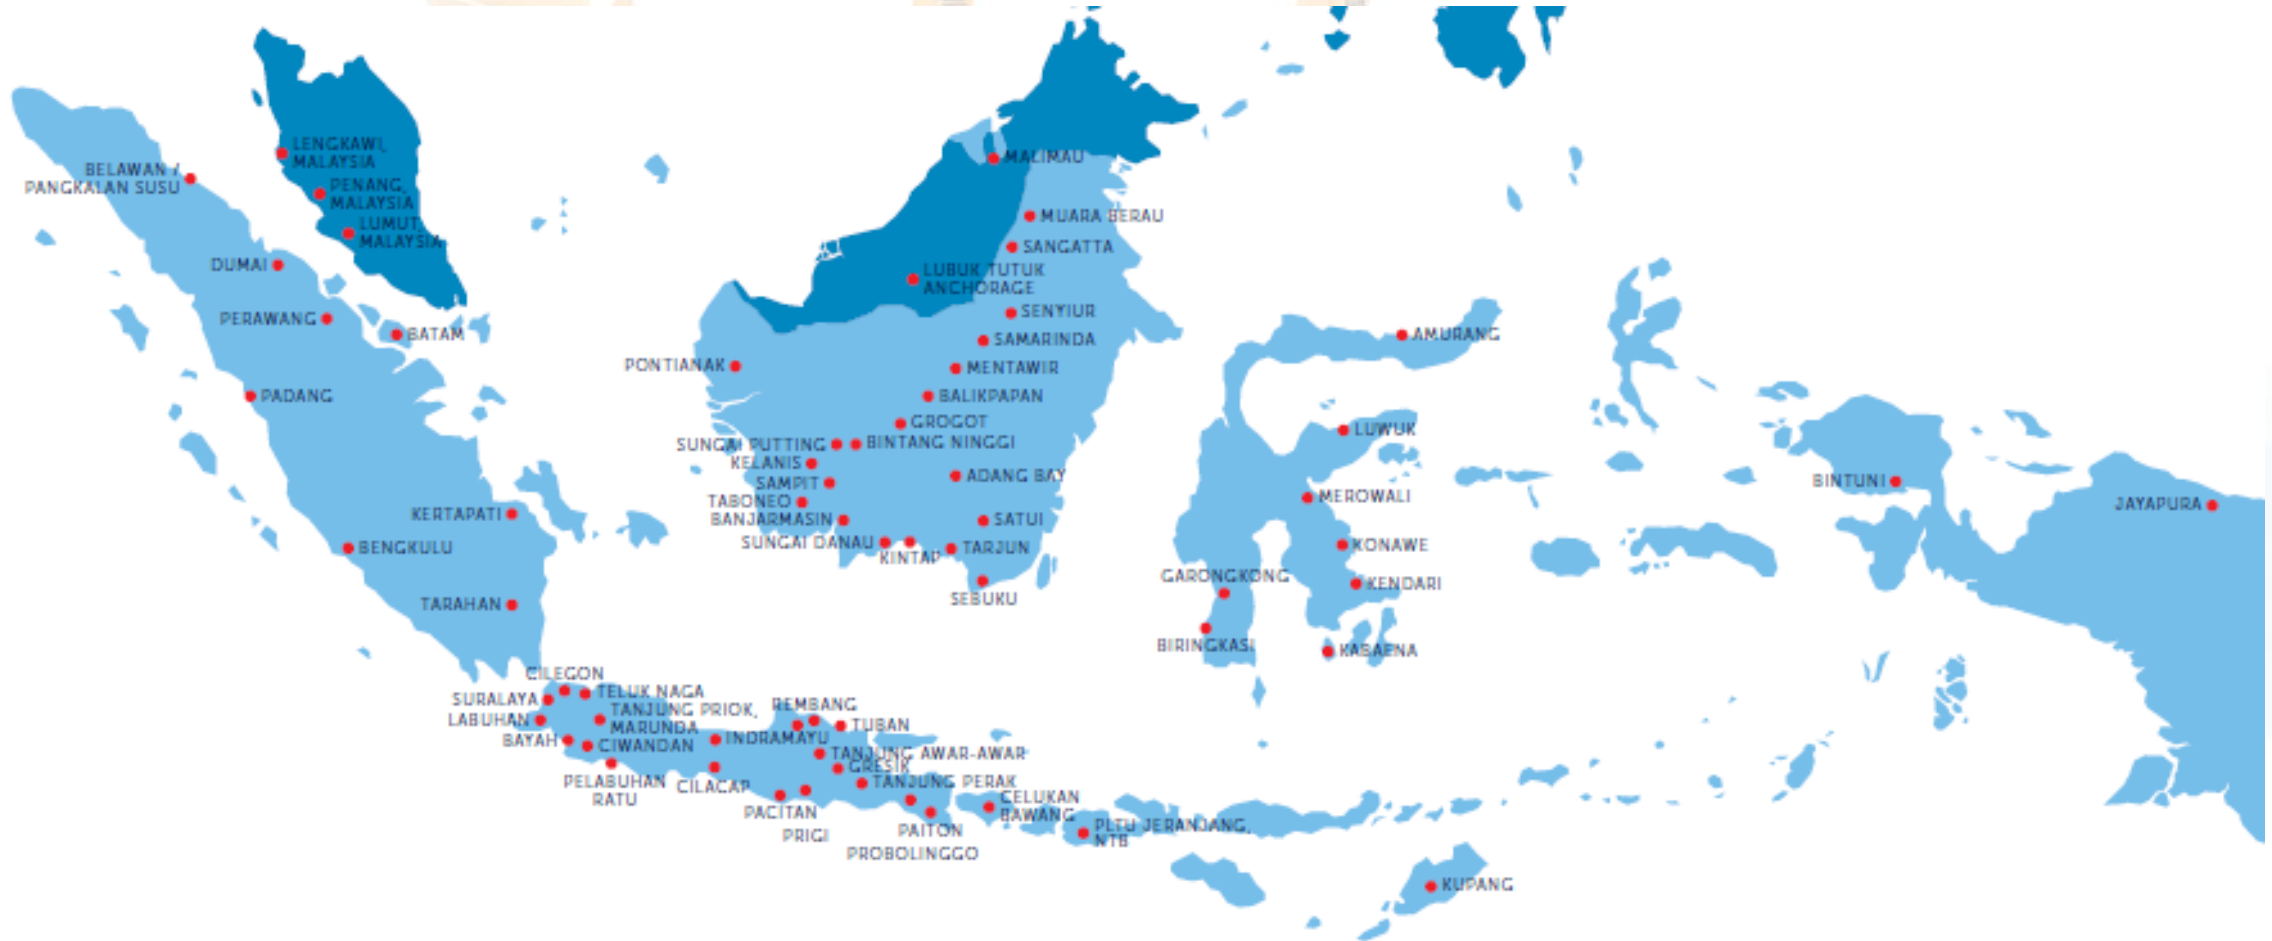 LENGKAWI,
MALAYSIA
BELAWAN /
PANGKALAN SUSU
PENANG,
MALAYSIA
LUMUT,
MALAYSIA
DUMAI
PERAWANG
BATAM
PADANG
KERTAPATI
BENGKULU
TARAHAN
MALIMAU
MUARA BERAU
SANGATTA
LUBUK TUTUK
ANCHORAGE
SENYIUR
SAMARINDA
PONTIANAK
MENTAWIR
BALIKPAPAN
GROGOT
SUNGAI PUTTING
BINTANG NINGGI
KELANIS
ADANG BAY
SAMPIT
TABONEO
BANJARMASIN
SATUI
SUNGAI DANAU
KINTAP
TARJUN
SEBUKU
AMURANG
LUWUK
MEROWALI
KONAWE
GARONGKONG
KENDARI
BIRINGKASI
KABAENA
BINTUNI
JAYAPURA
CILEGON
SURALAYA
TELUK NAGA
LABUHAN
TANJUNG PRIOK,
MARUNDA
REMBANG
TUBAN
BAYAH
CIWANDAN
INDRAMAYU
TANJUNG AWAR-AWAR
GRESIK
PELABUHAN
RATU
CILACAP
TANJUNG PERAK
PACITAN
PRIGI
PAITON
PROBOLINGGO
CELUKAN
BAWANG
PLTU JERANJANG,
NTB
KUPANG